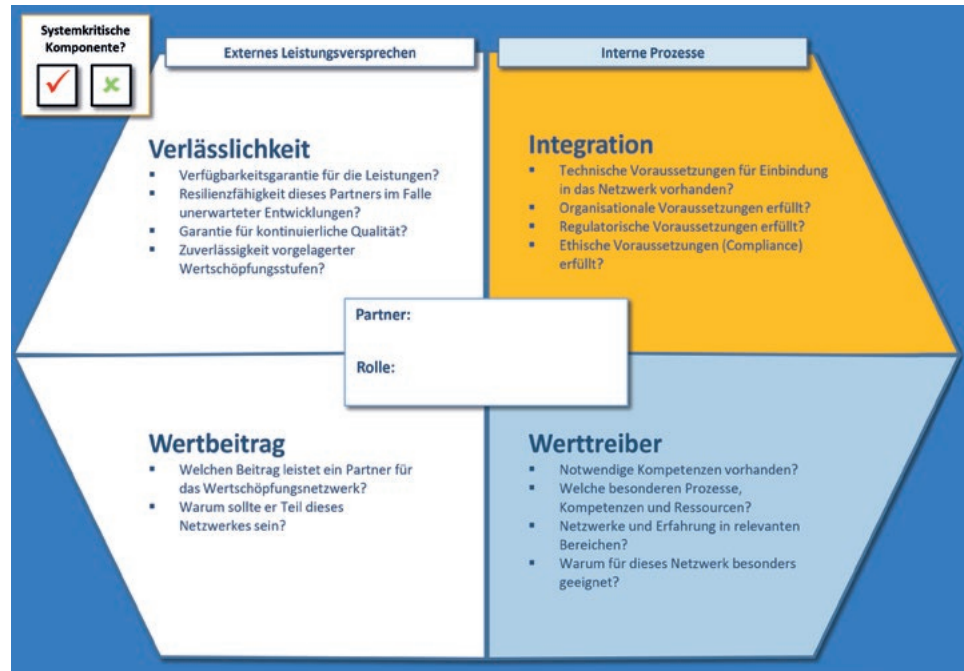 Systemkritische
Komponente?
Externes Leistungsversprechen
Interne Prozesse
Verlässlichkeit
▪ Verfügbarkeitsgarantie für die Leistungen?
▪ Resilienzfähigkeit dieses Partners im Falle
unerwarteter Entwicklungen?
▪ Garantie für kontinuierliche Qualität?
▪ Zuverlässigkeit vorgelagerter
Wertschöpfungsstufen?
Integration
▪ Technische Voraussetzungen für Einbindung
in das Netzwerk vorhanden?
▪ Organisationale Voraussetzungen erfüllt?
▪ Regulatorische Voraussetzungen erfüllt?
▪ Ethische Voraussetzungen (Compliance)
erfüllt?
Partner:
Rolle:
Wertbeitrag
▪ Welchen Beitrag leistet ein Partner für
das Wertschöpfungsnetzwerk?
▪ Warum sollte er Teil dieses
Netzwerkes sein?
Werttreiber
▪ Notwendige Kompetenzen vorhanden?
▪ Welche besonderen Prozesse,
Kompetenzen und Ressourcen?
▪ Netzwerke und Erfahrung in relevanten
Bereichen?
▪ Warum für dieses Netzwerk besonders
geeignet?